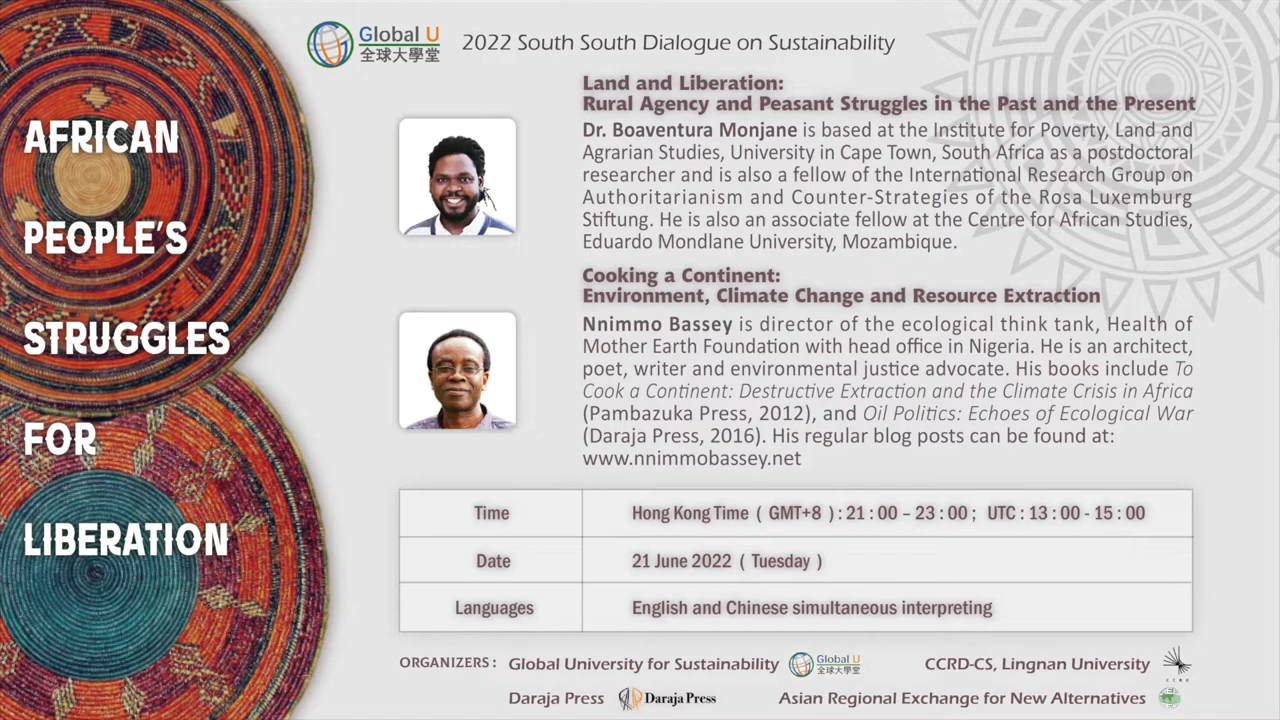 Global U
全球大學堂
2022 South South Dialogue on Sustainability
AFRICAN
PEOPLE'S
STRUGGLES
FOR
LIBERATION
Land and Liberation:
Rural Agency and Peasant Struggles in the Past and the Present
Dr. Boaventura Monjane is based at the Institute for Poverty, Land and
Agrarian Studies, University in Cape Town, South Africa as a postdoctoral
researcher and is also a fellow of the International Research Group on
Authoritarianism and Counter-Strategies of the Rosa Luxemburg
Stiftung. He is also an associate fellow at the Centre for African Studies,
Eduardo Mondlane University, Mozambique.
Cooking a Continent:
Environment, Climate Change and Resource Extraction
Nnimmo Bassey is director of the ecological think tank, Health of
Mother Earth Foundation with head office in Nigeria. He is an architect,
poet, writer and environmental justice advocate. His books include To
Cook a Continent: Destructive Extraction and the Climate Crisis in Africa
(Pambazuka Press, 2012), and Oil Politics: Echoes of Ecological War
(Daraja Press, 2016). His regular blog posts can be found at:
www.nnimmobassey.net
Time Hong Kong Time ( GMT+8 ) : 21 : 00 – 23 : 00 ; UTC : 13 : 00 - 15 : 00
Date 21 June 2022 ( Tuesday )
Languages English and Chinese simultaneous interpreting
ORGANIZERS : Global University for Sustainability Global U 全球大學堂 CCRD-CS, Lingnan University CCRD
Daraja Press Daraja Press Asian Regional Exchange for New Alternatives